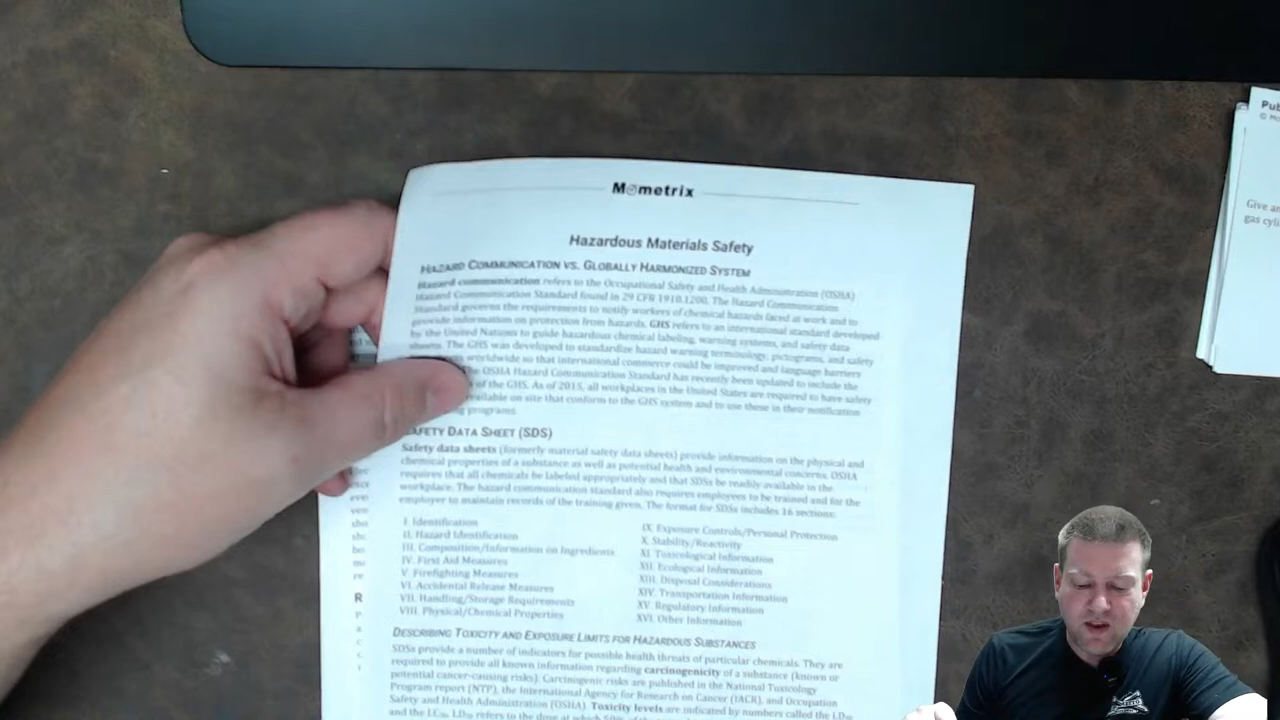 Mometrix
Hazardous Materials Safety
HAZARD COMMUNICATION VS. GLOBALLY HARMONIZED SYSTEM
Hazard communication refers to the Occupational Safety and Health Administration (OSHA)
Hazard Communication Standard found in 29 CFR 1910.1200. The Hazard Communication
Standard governs the requirements to notify workers of chemical hazards faced at work and to
provide information on protection from hazards. GHS refers to an international standard developed
by the United Nations to guide hazardous chemical labeling, warning systems, and safety data
sheets. The GHS was developed to standardize hazard warning terminology, pictograms, and safety
worldwide so that international commerce could be improved and language barriers
OSHA Hazard Communication Standard has recently been updated to include the
of the GHS. As of 2015, all workplaces in the United States are required to have safety
on site that conform to the GHS system and to use these in their notification
programs.
SAFETY DATA SHEET (SDS)
Safety data sheets (formerly material safety data sheets) provide information on the physical and
chemical properties of a substance as well as potential health and environmental concerns. OSHA
requires that all chemicals be labeled appropriately and that SDSs be readily available in the
workplace. The hazard communication standard also requires employees to be trained and for the
employer to maintain records of the training given. The format for SDSs includes 16 sections:
I. Identification
II. Hazard Identification
III. Composition/Information on Ingredients
IV. First Aid Measures
V. Firefighting Measures
VI. Accidental Release Measures
VII. Handling/Storage Requirements
VIII. Physical/Chemical Properties
IX. Exposure Controls/Personal Protection
X. Stability/Reactivity
XI. Toxicological Information
XII. Ecological Information
XIII. Disposal Considerations
XIV. Transportation Information
XV. Regulatory Information
XVI. Other Information
DESCRIBING TOXICITY AND EXPOSURE LIMITS FOR HAZARDOUS SUBSTANCES
SDSs provide a number of indicators for possible health threats of particular chemicals. They are
required to provide all known information regarding carcinogenicity of a substance (known or
potential cancer-causing risks). Carcinogenic risks are published in the National Toxicology
Program report (NTP), the International Agency for Research on Cancer (IACR), and Occupation
Safety and Health Administration (OSHA). Toxicity levels are indicated by numbers called the LD₅₀
and the LC₅₀. LD₅₀ refers to the dose at which 50%
Give an
gas cyli